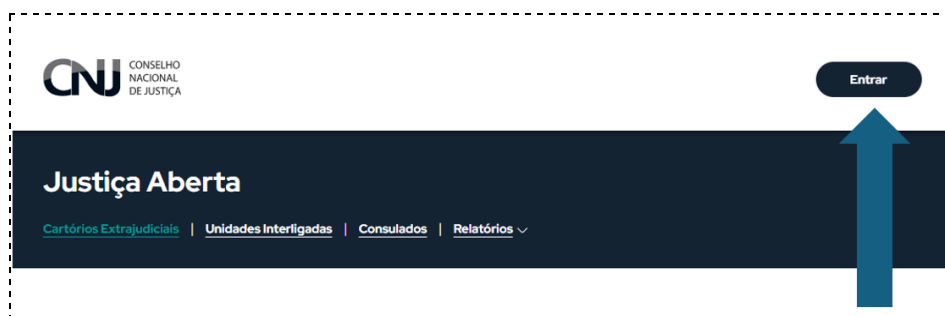 CNJ
CONSELHO
NACIONAL
DE JUSTIÇA
Entrar
Justiça Aberta
Cartórios Extrajudiciais | Unidades Interligadas | Consulados | Relatórios